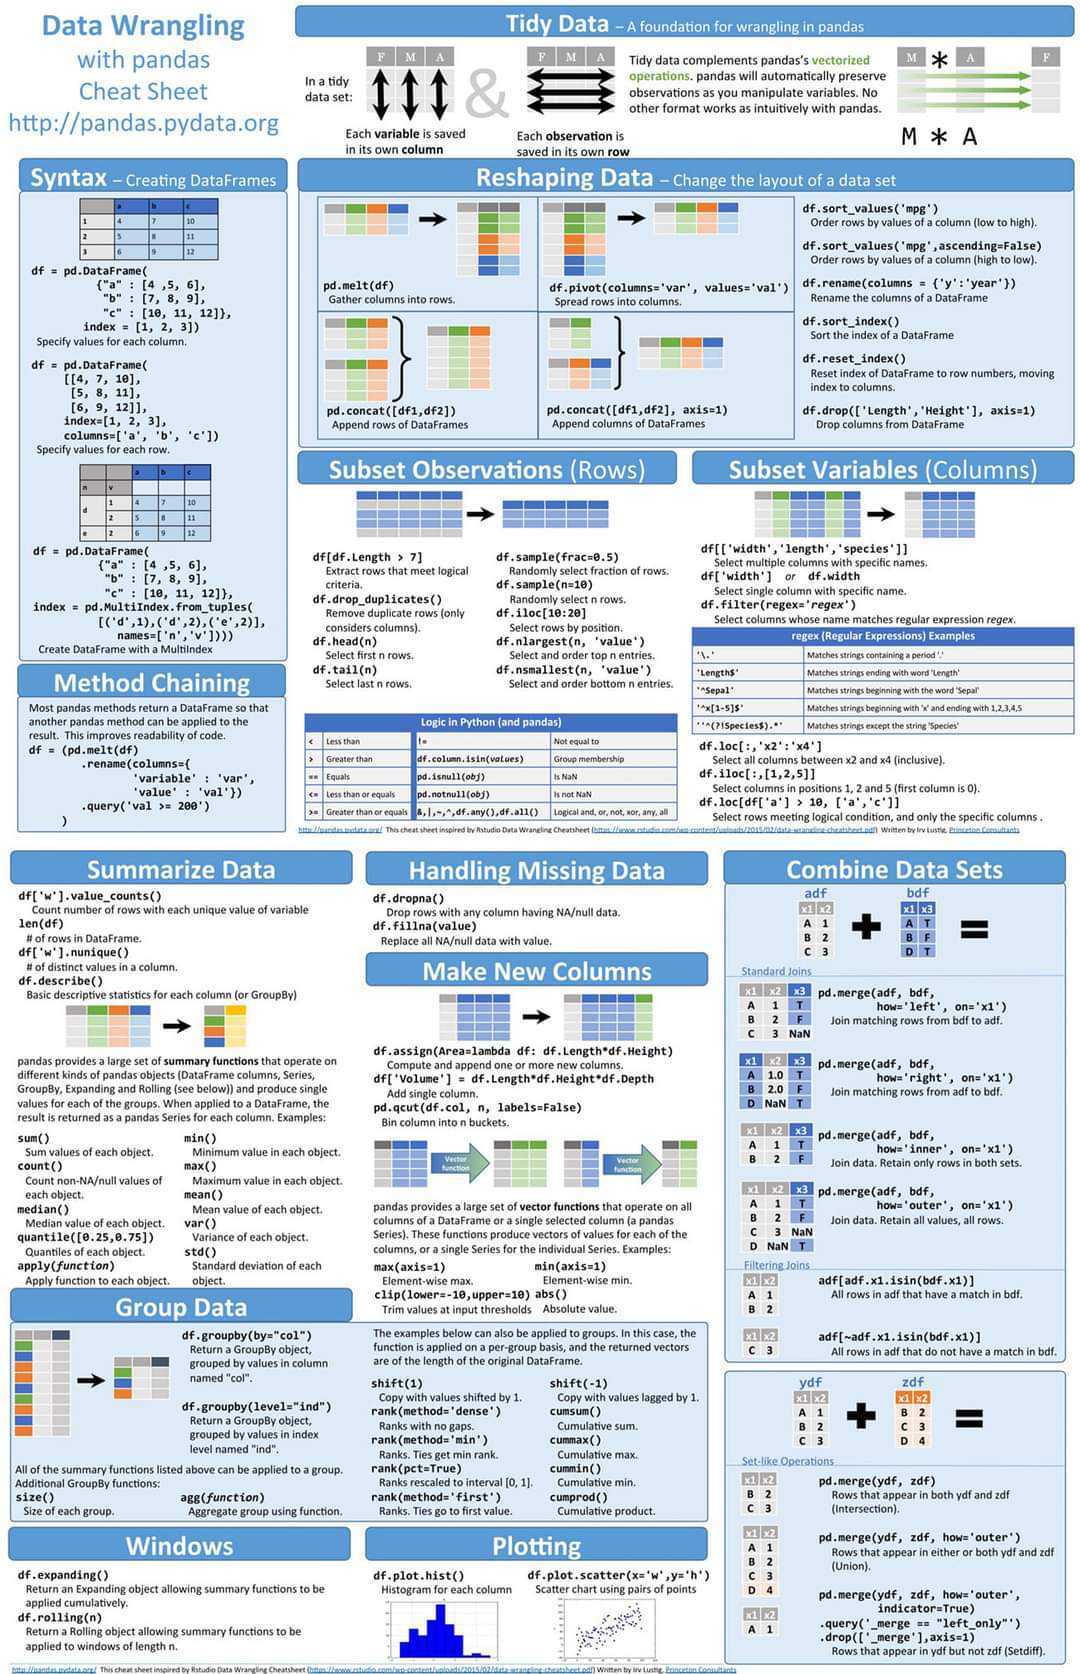 Data Wrangling
with pandas
Cheat Sheet
http://pandas.pydata.org
Tidy Data – A foundation for wrangling in pandas
In a tidy
data set:
F M A
Each variable is saved
in its own column
&
F M A
Each observation is
saved in its own row
Tidy data complements pandas's vectorized
operations. pandas will automatically preserve
observations as you manipulate variables. No
other format works as intuitively with pandas.
M * A F
M * A
Syntax – Creating DataFrames
a b c
1 4 7 10
2 5 8 11
3 6 9 12
df = pd.DataFrame(
{"a" : [4 ,5, 6],
"b" : [7, 8, 9],
"c" : [10, 11, 12]},
index = [1, 2, 3])
Specify values for each column.
df = pd.DataFrame(
[[4, 7, 10],
[5, 8, 11],
[6, 9, 12]],
index=[1, 2, 3],
columns=['a', 'b', 'c'])
Specify values for each row.
a b c
n v
d 1 4 7 10
2 5 8 11
e 2 6 9 12
df = pd.DataFrame(
{"a" : [4 ,5, 6],
"b" : [7, 8, 9],
"c" : [10, 11, 12]},
index = pd.MultiIndex.from_tuples(
[('d',1),('d',2),('e',2)],
names=['n','v'])))
Create DataFrame with a MultiIndex
Method Chaining
Most pandas methods return a DataFrame so that
another pandas method can be applied to the
result. This improves readability of code.
df = (pd.melt(df)
.rename(columns={
'variable' : 'var',
'value' : 'val'})
.query('val >= 200')
)
Reshaping Data – Change the layout of a data set
pd.melt(df)
Gather columns into rows.
df.pivot(columns='var', values='val')
Spread rows into columns.
pd.concat([df1,df2])
Append rows of DataFrames
pd.concat([df1,df2], axis=1)
Append columns of DataFrames
df.sort_values('mpg')
Order rows by values of a column (low to high).
df.sort_values('mpg',ascending=False)
Order rows by values of a column (high to low).
df.rename(columns = {'y':'year'})
Rename the columns of a DataFrame
df.sort_index()
Sort the index of a DataFrame
df.reset_index()
Reset index of DataFrame to row numbers, moving
index to columns.
df.drop(['Length','Height'], axis=1)
Drop columns from DataFrame
Subset Observations (Rows)
df[df.Length > 7]
Extract rows that meet logical
criteria.
df.drop_duplicates()
Remove duplicate rows (only
considers columns).
df.head(n)
Select first n rows.
df.tail(n)
Select last n rows.
df.sample(frac=0.5)
Randomly select fraction of rows.
df.sample(n=10)
Randomly select n rows.
df.iloc[10:20]
Select rows by position.
df.nlargest(n, 'value')
Select and order top n entries.
df.nsmallest(n, 'value')
Select and order bottom n entries.
Logic in Python (and pandas)
< Less than != Not equal to
> Greater than df.column.isin(values) Group membership
== Equals pd.isnull(obj) Is NaN
<= Less than or equals pd.notnull(obj) Is not NaN
>= Greater than or equals &,|,~,^,df.any(),df.all() Logical and, or, not, xor, any, all
Subset Variables (Columns)
df[['width','length','species']]
Select multiple columns with specific names.
df['width'] or df.width
Select single column with specific name.
df.filter(regex='regex')
Select columns whose name matches regular expression regex.
regex (Regular Expressions) Examples
'\.' Matches strings containing a period '.'
'Length$' Matches strings ending with word 'Length'
'^Sepal' Matches strings beginning with the word 'Sepal'
'^x[1-5]$' Matches strings beginning with 'x' and ending with 1,2,3,4,5
''^(?!Species$).*' Matches strings except the string 'Species'
df.loc[:,'x2':'x4']
Select all columns between x2 and x4 (inclusive).
df.iloc[:,[1,2,5]]
Select columns in positions 1, 2 and 5 (first column is 0).
df.loc[df['a'] > 10, ['a','c']]
Select rows meeting logical condition, and only the specific columns .
http://pandas.pydata.org/ This cheat sheet inspired by Rstudio Data Wrangling Cheatsheet (https://www.rstudio.com/wp-content/uploads/2015/02/data-wrangling-cheatsheet.pdf) Written by Irv Lustig, Princeton Consultants
Summarize Data
df['w'].value_counts()
Count number of rows with each unique value of variable
len(df)
# of rows in DataFrame.
df['w'].nunique()
# of distinct values in a column.
df.describe()
Basic descriptive statistics for each column (or GroupBy)
pandas provides a large set of summary functions that operate on
different kinds of pandas objects (DataFrame columns, Series,
GroupBy, Expanding and Rolling (see below)) and produce single
values for each of the groups. When applied to a DataFrame, the
result is returned as a pandas Series for each column. Examples:
sum()
Sum values of each object.
count()
Count non-NA/null values of
each object.
median()
Median value of each object.
quantile([0.25,0.75])
Quantiles of each object.
apply(function)
Apply function to each object.
min()
Minimum value in each object.
max()
Maximum value in each object.
mean()
Mean value of each object.
var()
Variance of each object.
std()
Standard deviation of each
object.
Handling Missing Data
df.dropna()
Drop rows with any column having NA/null data.
df.fillna(value)
Replace all NA/null data with value.
Make New Columns
df.assign(Area=lambda df: df.Length*df.Height)
Compute and append one or more new columns.
df['Volume'] = df.Length*df.Height*df.Depth
Add single column.
pd.qcut(df.col, n, labels=False)
Bin column into n buckets.
Vector
function
Vector
function
pandas provides a large set of vector functions that operate on all
columns of a DataFrame or a single selected column (a pandas
Series). These functions produce vectors of values for each of the
columns, or a single Series for the individual Series. Examples:
max(axis=1)
Element-wise max.
clip(lower=-10,upper=10)
Trim values at input thresholds
min(axis=1)
Element-wise min.
abs()
Absolute value.
Group Data
df.groupby(by="col")
Return a GroupBy object,
grouped by values in column
named "col".
df.groupby(level="ind")
Return a GroupBy object,
grouped by values in index
level named "ind".
All of the summary functions listed above can be applied to a group.
Additional GroupBy functions:
size()
Size of each group.
agg(function)
Aggregate group using function.
The examples below can also be applied to groups. In this case, the
function is applied on a per-group basis, and the returned vectors
are of the length of the original DataFrame.
shift(1)
Copy with values shifted by 1.
rank(method='dense')
Ranks with no gaps.
rank(method='min')
Ranks. Ties get min rank.
rank(pct=True)
Ranks rescaled to interval [0, 1].
rank(method='first')
Ranks. Ties go to first value.
shift(-1)
Copy with values lagged by 1.
cumsum()
Cumulative sum.
cummax()
Cumulative max.
cummin()
Cumulative min.
cumprod()
Cumulative product.
Windows
df.expanding()
Return an Expanding object allowing summary functions to be
applied cumulatively.
df.rolling(n)
Return a Rolling object allowing summary functions to be
applied to windows of length n.
Plotting
df.plot.hist()
Histogram for each column
df.plot.scatter(x='w',y='h')
Scatter chart using pairs of points
Combine Data Sets
adf bdf
x1 x2 x1 x3
A 1 A T
B 2 B F
C 3 D T
+ =
Standard Joins
x1 x2 x3
A 1 T
B 2 F
C 3 NaN
pd.merge(adf, bdf,
how='left', on='x1')
Join matching rows from bdf to adf.
x1 x2 x3
A 1.0 T
B 2.0 F
D NaN T
pd.merge(adf, bdf,
how='right', on='x1')
Join matching rows from adf to bdf.
x1 x2 x3
A 1 T
B 2 F
pd.merge(adf, bdf,
how='inner', on='x1')
Join data. Retain only rows in both sets.
x1 x2 x3
A 1 T
B 2 F
C 3 NaN
D NaN T
pd.merge(adf, bdf,
how='outer', on='x1')
Join data. Retain all values, all rows.
Filtering Joins
x1 x2
A 1
B 2
adf[adf.x1.isin(bdf.x1)]
All rows in adf that have a match in bdf.
x1 x2
C 3
adf[~adf.x1.isin(bdf.x1)]
All rows in adf that do not have a match in bdf.
ydf zdf
x1 x2 x1 x2
A 1 B 2
B 2 C 3
C 3 D 4
+ =
Set-like Operations
x1 x2
B 2
C 3
pd.merge(ydf, zdf)
Rows that appear in both ydf and zdf
(Intersection).
x1 x2
A 1
B 2
C 3
D 4
pd.merge(ydf, zdf, how='outer')
Rows that appear in either or both ydf and zdf
(Union).
x1 x2
A 1
pd.merge(ydf, zdf, how='outer',
indicator=True)
.query('_merge == "left_only"')
.drop(['_merge'],axis=1)
Rows that appear in ydf but not zdf (Setdiff).
http://pandas.pydata.org/ This cheat sheet inspired by Rstudio Data Wrangling Cheatsheet (https://www.rstudio.com/wp-content/uploads/2015/02/data-wrangling-cheatsheet.pdf) Written by Irv Lustig, Princeton Consultants